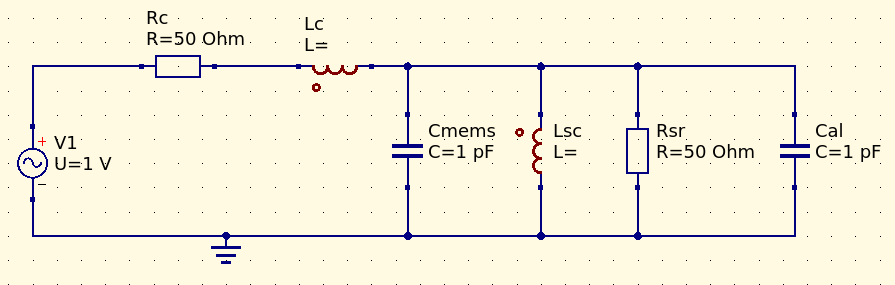 Rc
R=50 Ohm
Lc
L=
V1
U=1 V
+
−
Cmems
C=1 pF
Lsc
L=
Rsr
R=50 Ohm
Cal
C=1 pF